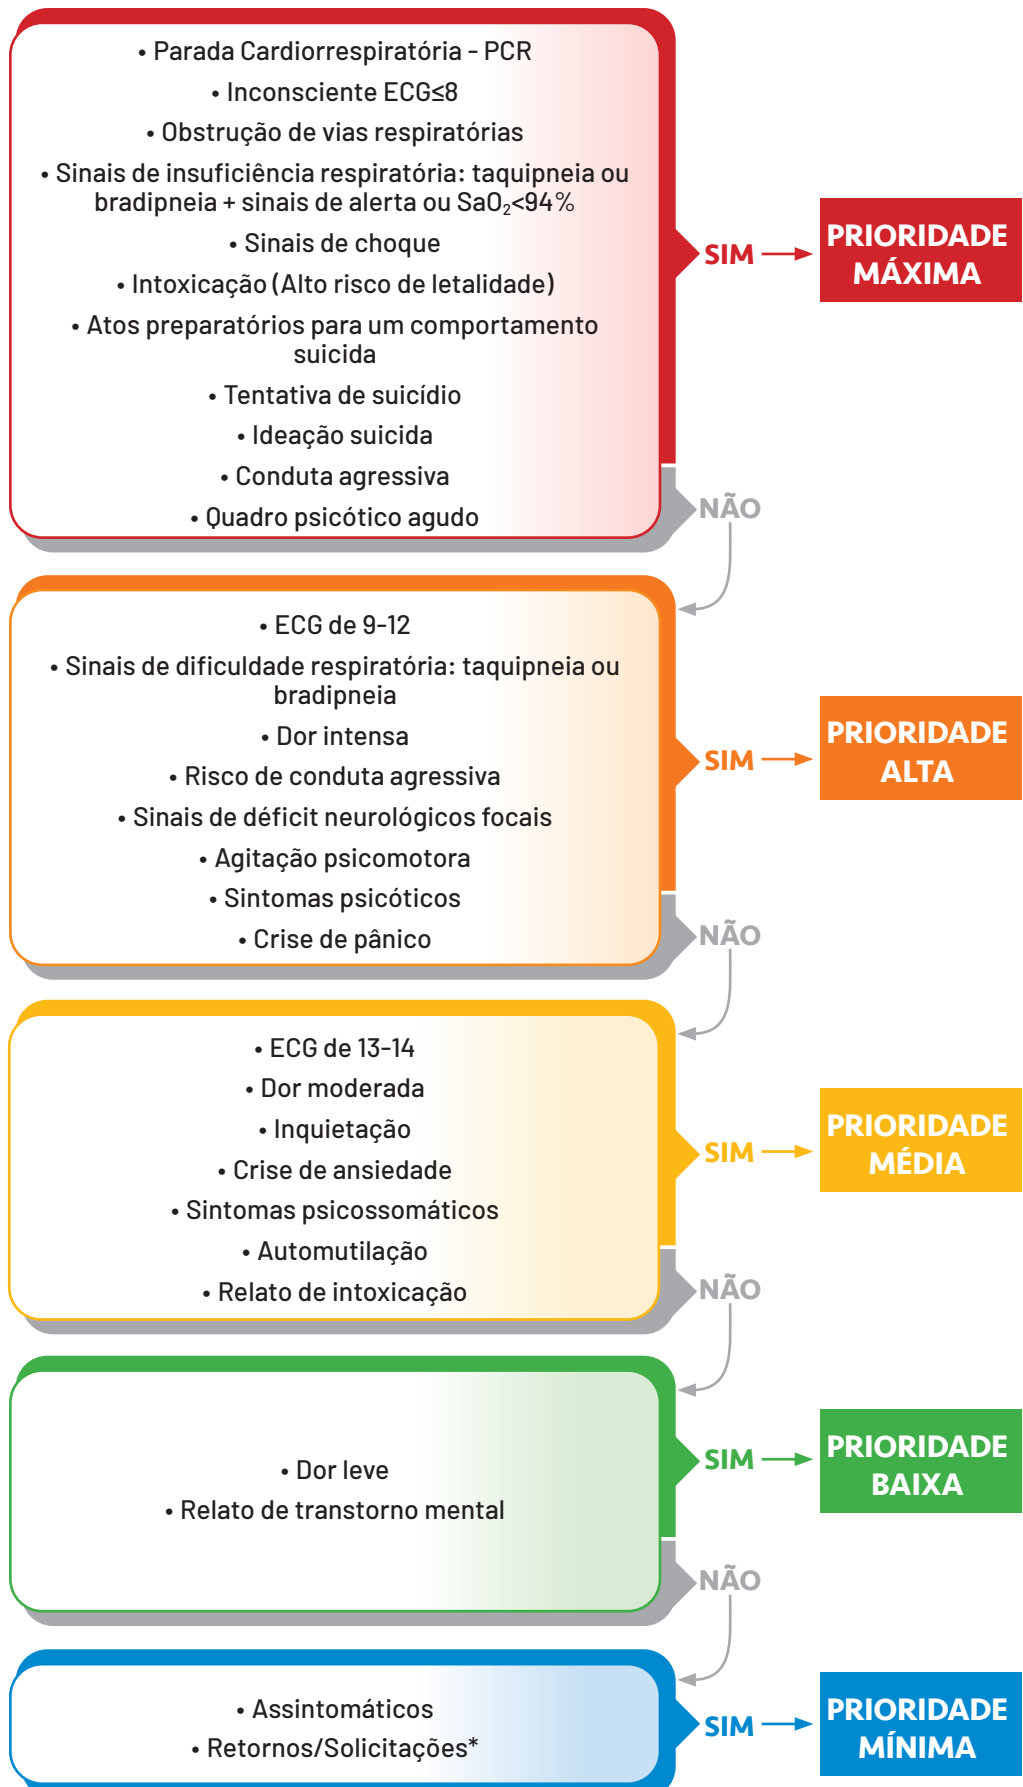 • Parada Cardiorrespiratória - PCR
• Inconsciente ECG≤8
• Obstrução de vias respiratórias
• Sinais de insuficiência respiratória: taquipneia ou
bradipneia + sinais de alerta ou SaO₂<94%
• Sinais de choque
• Intoxicação (Alto risco de letalidade)
• Atos preparatórios para um comportamento
suicida
• Tentativa de suicídio
• Ideação suicida
• Conduta agressiva
• Quadro psicótico agudo
SIM
PRIORIDADE
MÁXIMA
NÃO
• ECG de 9-12
• Sinais de dificuldade respiratória: taquipneia ou
bradipneia
• Dor intensa
• Risco de conduta agressiva
• Sinais de déficit neurológicos focais
• Agitação psicomotora
• Sintomas psicóticos
• Crise de pânico
SIM
PRIORIDADE
ALTA
NÃO
• ECG de 13-14
• Dor moderada
• Inquietação
• Crise de ansiedade
• Sintomas psicossomáticos
• Automutilação
• Relato de intoxicação
SIM
PRIORIDADE
MÉDIA
NÃO
• Dor leve
• Relato de transtorno mental
SIM
PRIORIDADE
BAIXA
NÃO
• Assintomáticos
• Retornos/Solicitações*
SIM
PRIORIDADE
MÍNIMA